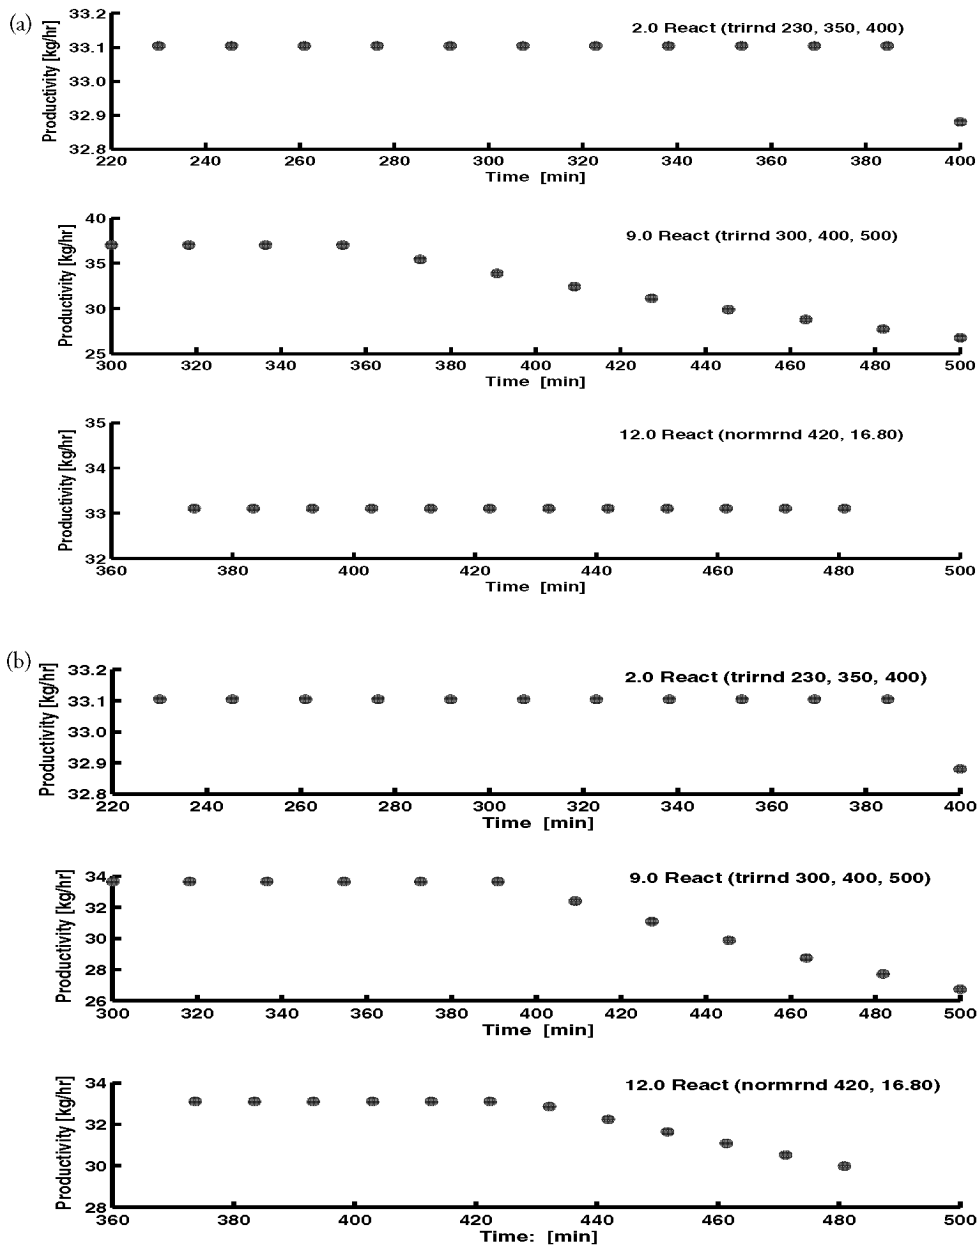 (a)
Productivity [kg/hr]
33.2
33.1
33.0
32.9
32.8
2.0 React (trirnd 230, 350, 400)
220 240 260 280 300 320 340 360 380 400
Time [min]
Productivity [kg/hr]
40
35
30
25
9.0 React (trirnd 300, 400, 500)
300 320 340 360 380 400 420 440 460 480 500
Time [min]
Productivity [kg/hr]
35
34
33
32
12.0 React (normrnd 420, 16.80)
360 380 400 420 440 460 480 500
Time [min]
(b)
Productivity [kg/hr]
33.2
33.1
33.0
32.9
32.8
2.0 React (trirnd 230, 350, 400)
220 240 260 280 300 320 340 360 380 400
Time [min]
Productivity [kg/hr]
34
32
30
28
26
9.0 React (trirnd 300, 400, 500)
300 320 340 360 380 400 420 440 460 480 500
Time [min]
Productivity [kg/hr]
34
32
30
28
12.0 React (normrnd 420, 16.80)
360 380 400 420 440 460 480 500
Time: [min]